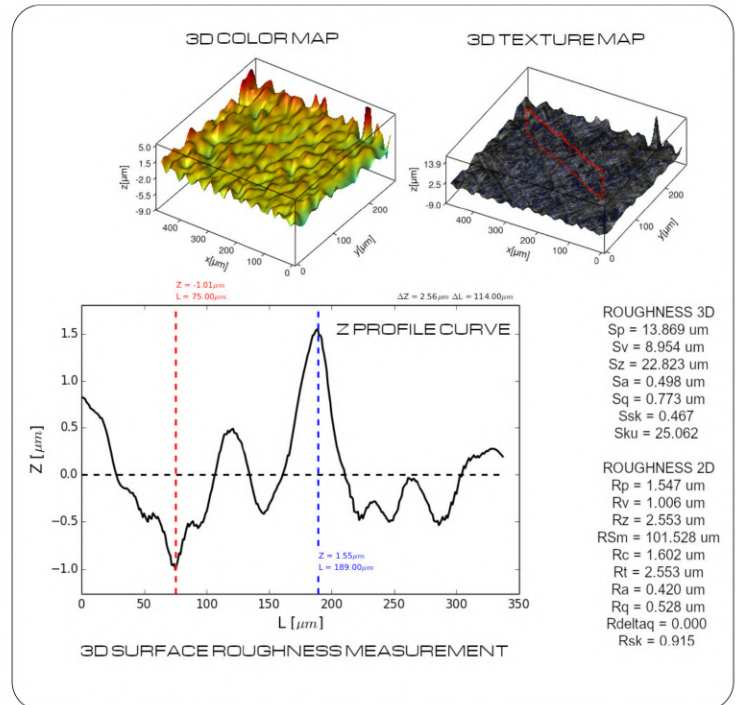 3D COLOR MAP
3D TEXTURE MAP
z[μm]
5.0
1.5
-2.0
-5.5
-9.0
400
300
200
100
0
x[μm]
0
100
200
y[μm]
z[μm]
13.9
2.5
-9.0
400
300
200
100
0
x[μm]
0
100
200
y[μm]
Z = -1.01μm
L = 75.00μm
ΔZ = 2.56μm ΔL = 114.00μm
Z PROFILE CURVE
Z [μm]
1.5
1.0
0.5
0.0
−0.5
−1.0
Z = 1.55μm
L = 189.00μm
0 50 100 150 200 250 300 350
L [μm]
3D SURFACE ROUGHNESS MEASUREMENT
ROUGHNESS 3D
Sp = 13.869 um
Sv = 8.954 um
Sz = 22.823 um
Sa = 0.498 um
Sq = 0.773 um
Ssk = 0.467
Sku = 25.062
ROUGHNESS 2D
Rp = 1.547 um
Rv = 1.006 um
Rz = 2.553 um
RSm = 101.528 um
Rc = 1.602 um
Rt = 2.553 um
Ra = 0.420 um
Rq = 0.528 um
Rdeltaq = 0.000
Rsk = 0.915